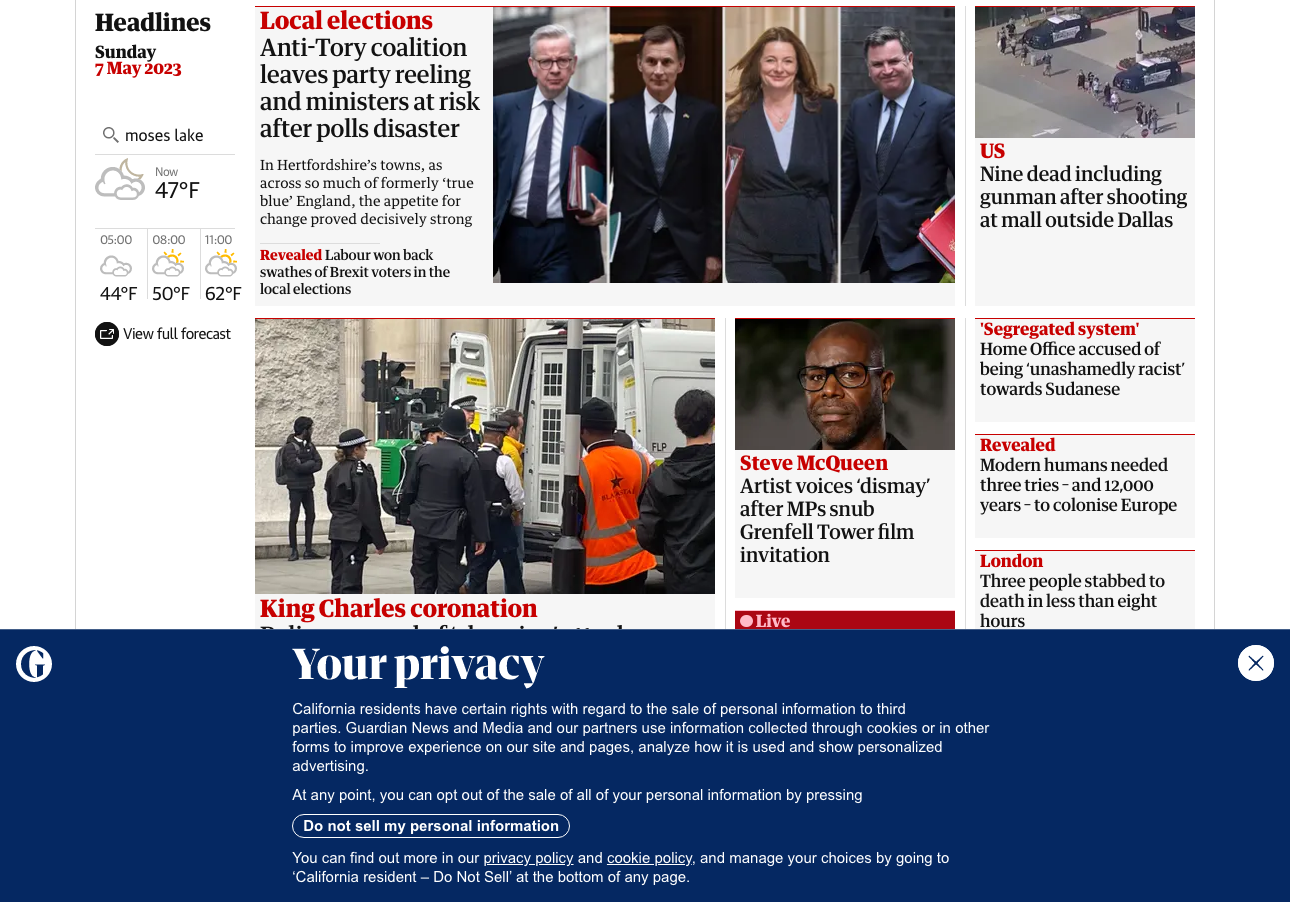 Headlines
Sunday
7 May 2023
moses lake
Now
47°F
05:00
08:00
11:00
44°F
50°F
62°F
View full forecast
Local elections
Anti-Tory coalition
leaves party reeling
and ministers at risk
after polls disaster
In Hertfordshire’s towns, as
across so much of formerly ‘true
blue’ England, the appetite for
change proved decisively strong
Revealed Labour won back
swathes of Brexit voters in the
local elections
US
Nine dead including
gunman after shooting
at mall outside Dallas
FLP
King Charles coronation
Steve McQueen
Artist voices ‘dismay’
after MPs snub
Grenfell Tower film
invitation
Live
'Segregated system'
Home Office accused of
being ‘unashamedly racist’
towards Sudanese
Revealed
Modern humans needed
three tries – and 12,000
years – to colonise Europe
London
Three people stabbed to
death in less than eight
hours
Your privacy
California residents have certain rights with regard to the sale of personal information to third
parties. Guardian News and Media and our partners use information collected through cookies or in other
forms to improve experience on our site and pages, analyze how it is used and show personalized
advertising.
At any point, you can opt out of the sale of all of your personal information by pressing
Do not sell my personal information
You can find out more in our privacy policy and cookie policy, and manage your choices by going to
‘California resident – Do Not Sell’ at the bottom of any page.